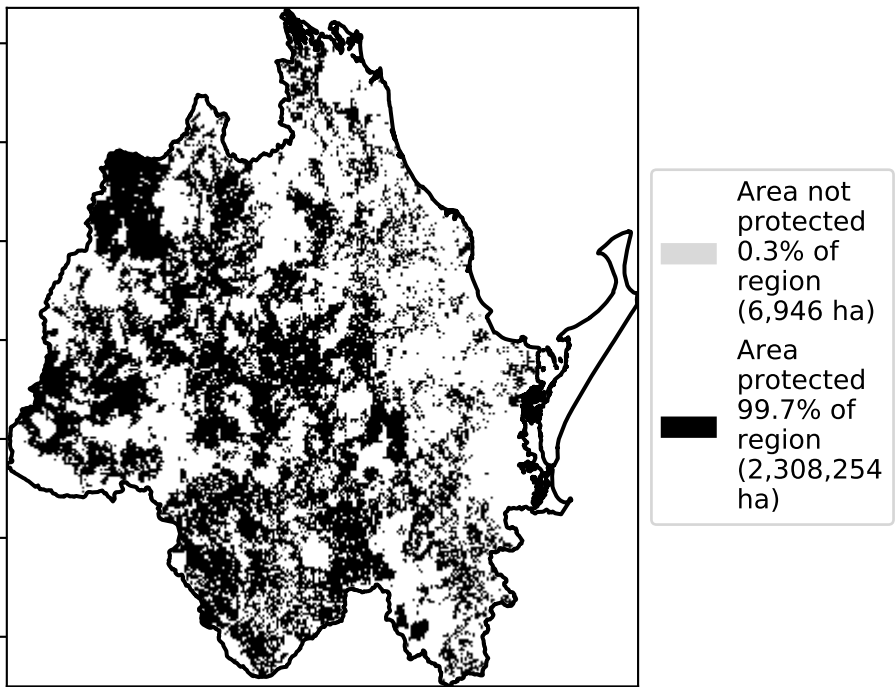 Area not
protected
0.3% of
region
(6,946 ha)
Area
protected
99.7% of
region
(2,308,254
ha)